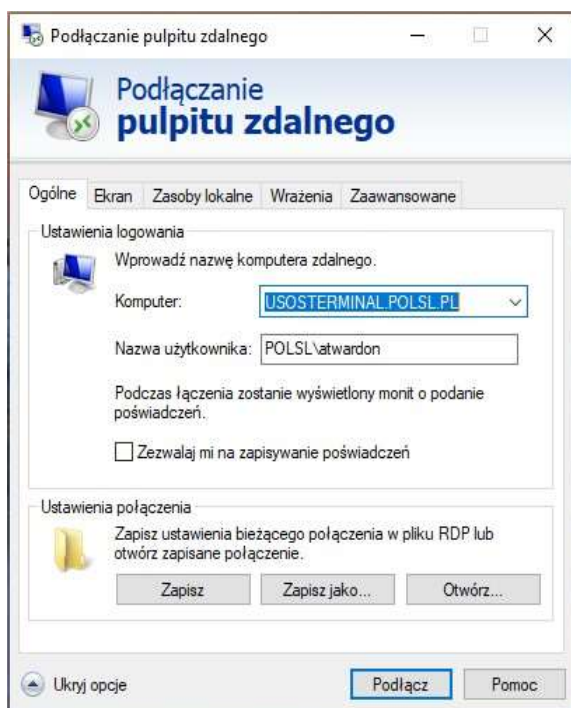 Podłączanie pulpitu zdalnego
Podłączanie
pulpitu zdalnego
Ogólne Ekran Zasoby lokalne Wrażenia Zaawansowane
Ustawienia logowania
Wprowadź nazwę komputera zdalnego.
Komputer: USOSTERMINAL.POLSL.PL
Nazwa użytkownika: POLSL\atwardon
Podczas łączenia zostanie wyświetlony monit o podanie
poświadczeń.
Zezwalaj mi na zapisywanie poświadczeń
Ustawienia połączenia
Zapisz ustawienia bieżącego połączenia w pliku RDP lub
otwórz zapisane połączenie.
Zapisz Zapisz jako... Otwórz...
Ukryj opcje Podłącz Pomoc